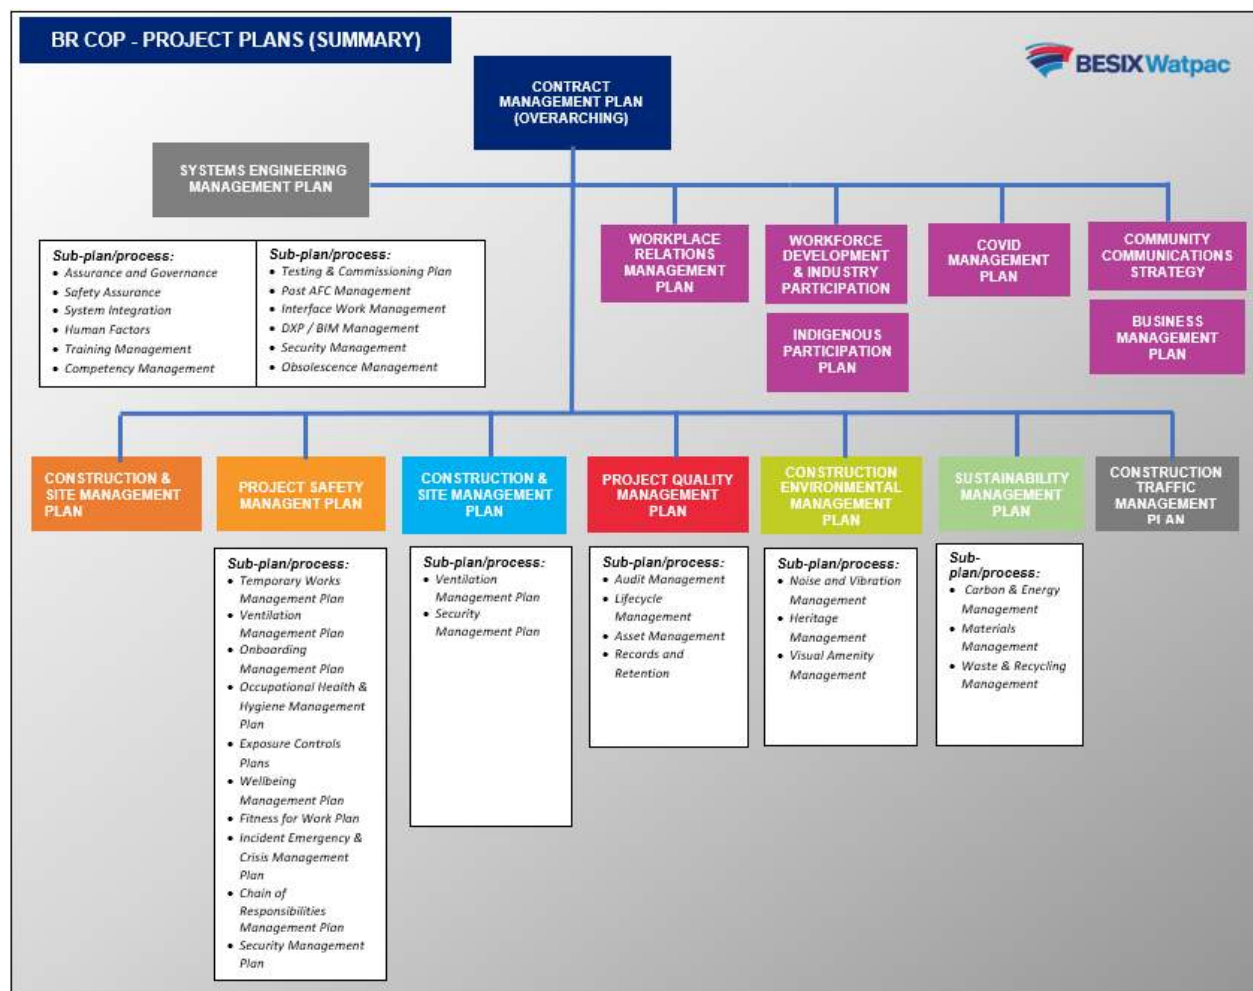 BR COP - PROJECT PLANS (SUMMARY)
BESIX Watpac
CONTRACT
MANAGEMENT PLAN
(OVERARCHING)
SYSTEMS ENGINEERING
MANAGEMENT PLAN
Sub-plan/process:
• Assurance and Governance
• Safety Assurance
• System Integration
• Human Factors
• Training Management
• Competency Management
Sub-plan/process:
• Testing & Commissioning Plan
• Post AFC Management
• Interface Work Management
• DXP / BIM Management
• Security Management
• Obsolescence Management
WORKPLACE
RELATIONS
MANAGEMENT
PLAN
WORKFORCE
DEVELOPMENT
& INDUSTRY
PARTICIPATION
INDIGENOUS
PARTICIPATION
PLAN
COVID
MANAGEMENT
PLAN
COMMUNITY
COMMUNICATIONS
STRATEGY
BUSINESS
MANAGEMENT
PLAN
CONSTRUCTION &
SITE MANAGEMENT
PLAN
PROJECT SAFETY
MANAGENT PLAN
Sub-plan/process:
• Temporary Works
Management Plan
• Ventilation
Management Plan
• Onboarding
Management Plan
• Occupational Health &
Hygiene Management
Plan
• Exposure Controls
Plans
• Wellbeing
Management Plan
• Fitness for Work Plan
• Incident Emergency &
Crisis Management
Plan
• Chain of
Responsibilities
Management Plan
• Security Management
Plan
CONSTRUCTION &
SITE MANAGEMENT
PLAN
Sub-plan/process:
• Ventilation
Management Plan
• Security
Management Plan
PROJECT QUALITY
MANAGEMENT
PLAN
Sub-plan/process:
• Audit Management
• Lifecycle
Management
• Asset Management
• Records and
Retention
CONSTRUCTION
ENVIRONMENTAL
MANAGEMENT
PLAN
Sub-plan/process:
• Noise and Vibration
Management
• Heritage
Management
• Visual Amenity
Management
SUSTAINABILITY
MANAGEMENT
PLAN
Sub-
plan/process:
• Carbon & Energy
Management
• Materials
Management
• Waste & Recycling
Management
CONSTRUCTION
TRAFFIC
MANAGEMENT
PLAN